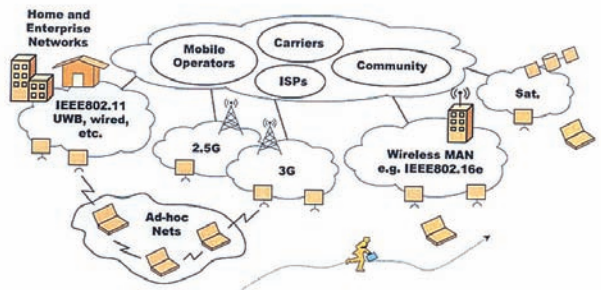 Home and
Enterprise
Networks
Mobile
Operators
Carriers
ISPs
Community
IEEE802.11
UWB, wired,
etc.
2.5G
3G
Wireless MAN
e.g. IEEE802.16e
Sat.
Ad-hoc
Nets